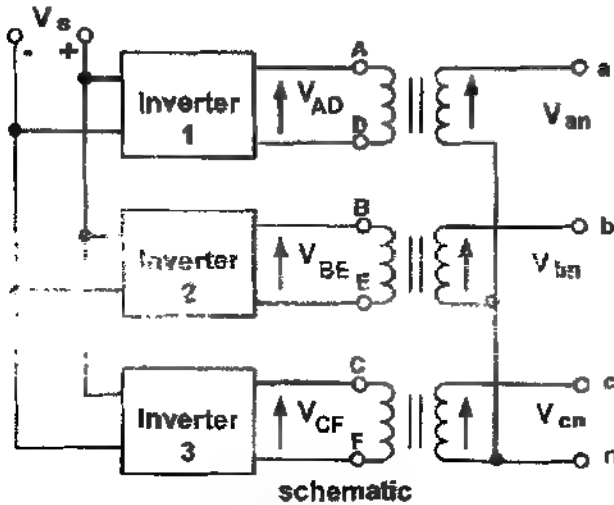 Vs
- +
Inverter
1
A
VAD
D
a
Van
Inverter
2
B
VBE
E
b
Vbn
Inverter
3
C
VCF
F
c
Vcn
n
schematic